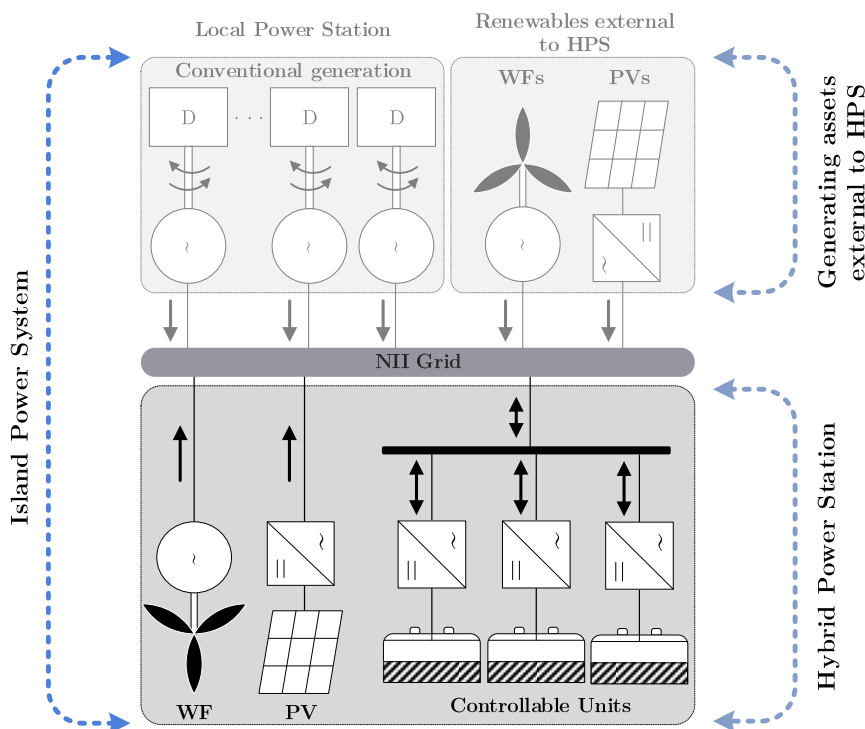 Local Power Station
Renewables external
to HPS
Conventional generation
WFs
PVs
D
. . .
D
D
~
~
~
~
~
NII Grid
~
~
~
~
~
WF
PV
Controllable Units
Island Power System
Generating assets
external to HPS
Hybrid Power Station